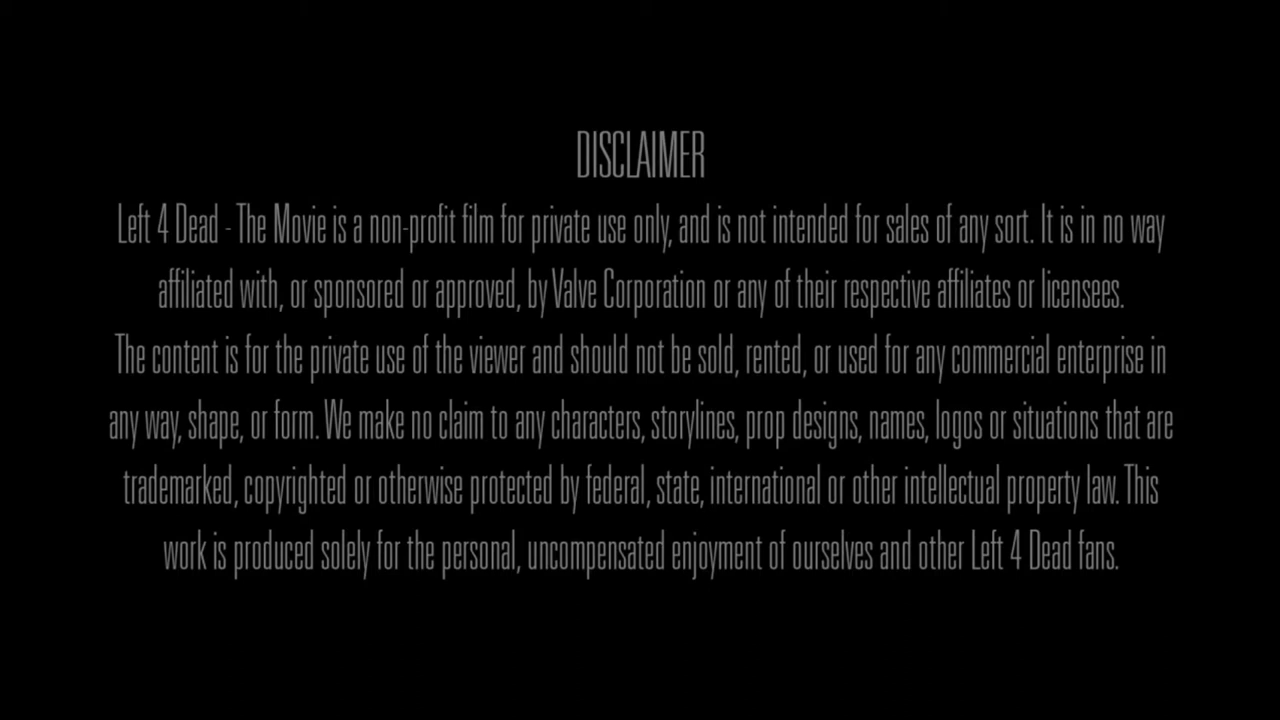 DISCLAIMER
Left 4 Dead - The Movie is a non-profit film for private use only, and is not intended for sales of any sort. It is in no way
affiliated with, or sponsored or approved, by Valve Corporation or any of their respective affiliates or licensees.
The content is for the private use of the viewer and should not be sold, rented, or used for any commercial enterprise in
any way, shape, or form. We make no claim to any characters, storylines, prop designs, names, logos or situations that are
trademarked, copyrighted or otherwise protected by federal, state, international or other intellectual property law. This
work is produced solely for the personal, uncompensated enjoyment of ourselves and other Left 4 Dead fans.